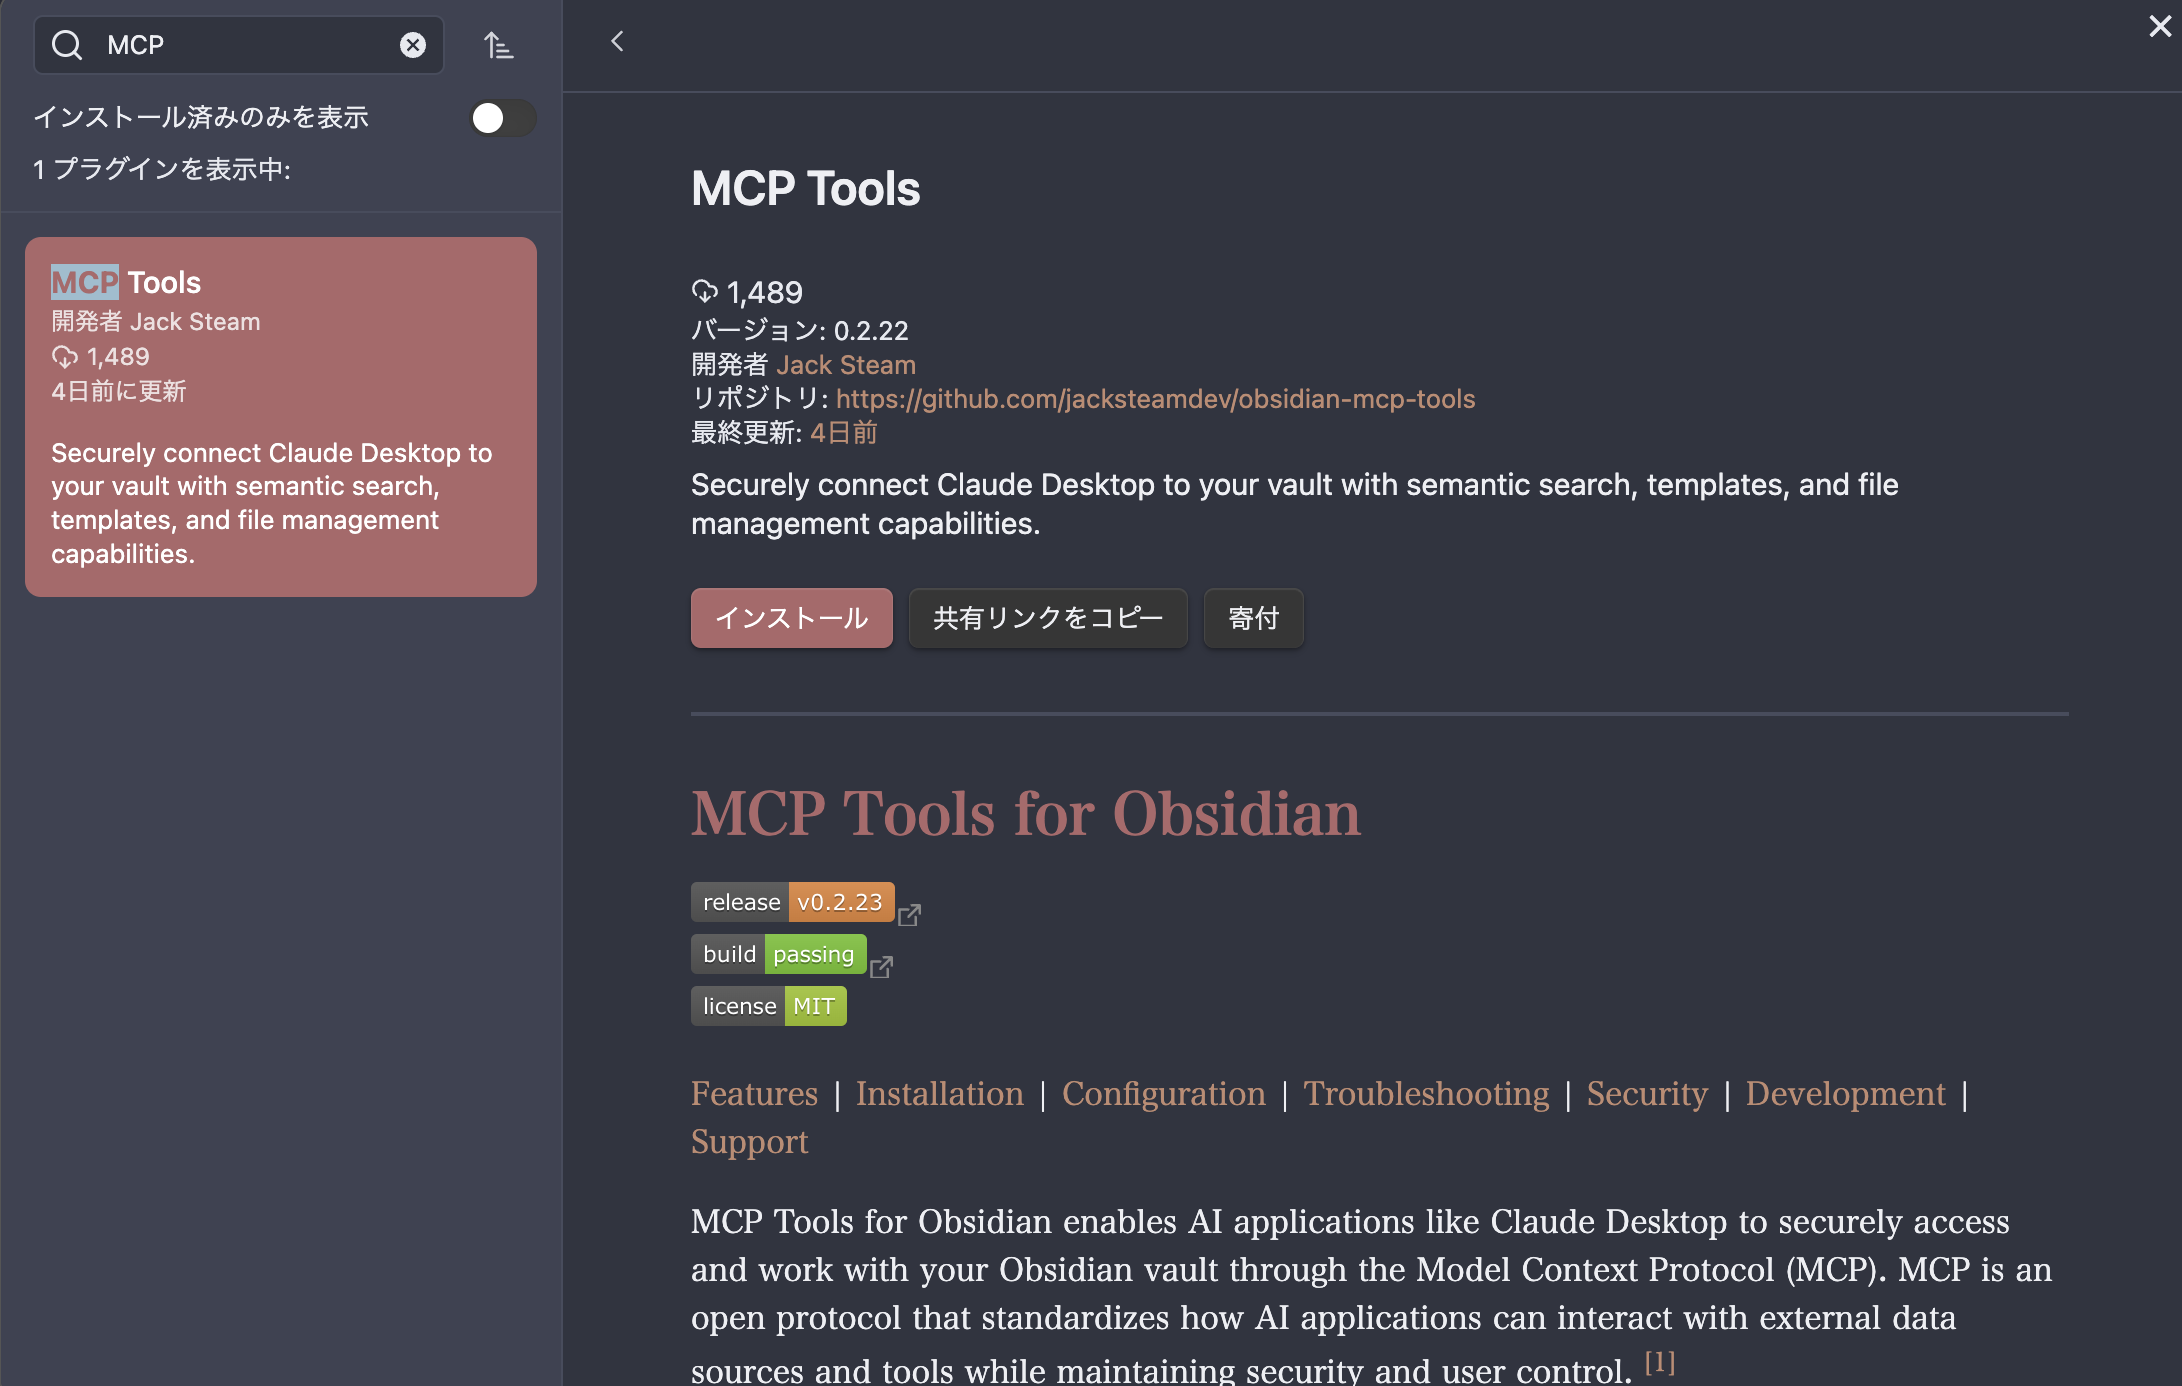 MCP
インストール済みのみを表示
1 プラグインを表示中:
MCP Tools
開発者 Jack Steam
1,489
4日前に更新
Securely connect Claude Desktop to
your vault with semantic search,
templates, and file management
capabilities.
MCP Tools
1,489
バージョン: 0.2.22
開発者 Jack Steam
リポジトリ: https://github.com/jacksteamdev/obsidian-mcp-tools
最終更新: 4日前
Securely connect Claude Desktop to your vault with semantic search, templates, and file
management capabilities.
インストール 共有リンクをコピー 寄付
MCP Tools for Obsidian
release v0.2.23
build passing
license MIT
Features | Installation | Configuration | Troubleshooting | Security | Development |
Support
MCP Tools for Obsidian enables AI applications like Claude Desktop to securely access
and work with your Obsidian vault through the Model Context Protocol (MCP). MCP is an
open protocol that standardizes how AI applications can interact with external data
sources and tools while maintaining security and user control. [1]